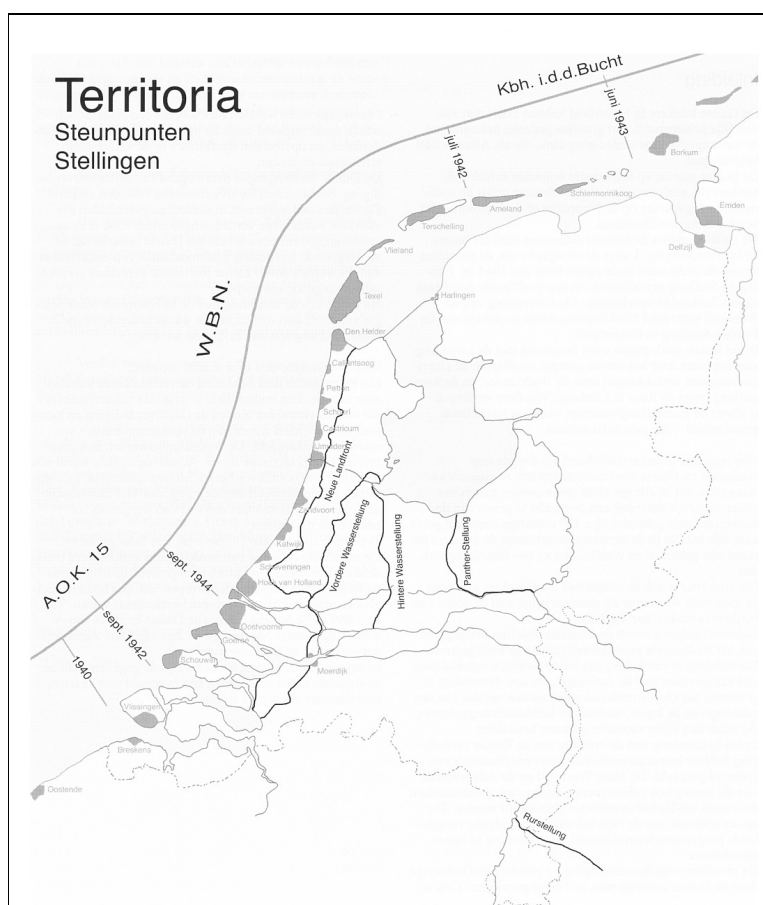 Territoria
Steunpunten
Stellingen
Kbh. i.d.d.Bucht
juni 1943
juli 1942
Borkum
Schiermonnikoog
Ameland
Emden
Terschelling
Delfzijl
Vlieland
Texel
Harlingen
W.B.N.
Den Helder
Callantsoog
Petten
Schoorl
Castricum
IJmuiden
Neue Landfront
Zandvoort
Vordere Wasserstellung
Hintere Wasserstellung
Panther-Stellung
Katwijk
A.O.K. 15
sept. 1944
Scheveningen
Hoek van Holland
sept. 1942
Oostvoorne
Goeree
1940
Schouwen
Moerdijk
Vlissingen
Breskens
Oostende
Rurstellung